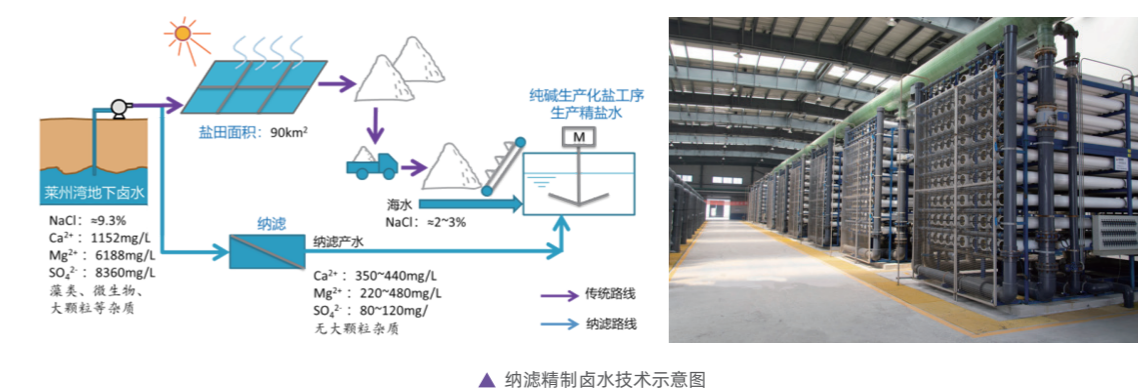 纯碱生产化盐工序
生产精盐水
M
盐田面积：90km²
莱州湾地下卤水
海水
NaCl：≈2~3%
NaCl：≈9.3%
Ca²⁺：1152mg/L
Mg²⁺：6188mg/L
SO₄²⁻：8360mg/L
藻类、微生物、
大颗粒等杂质
纳滤
纳滤产水
Ca²⁺：350~440mg/L
Mg²⁺：220~480mg/L
SO₄²⁻：80~120mg/
无大颗粒杂质
传统路线
纳滤路线
▲ 纳滤精制卤水技术示意图